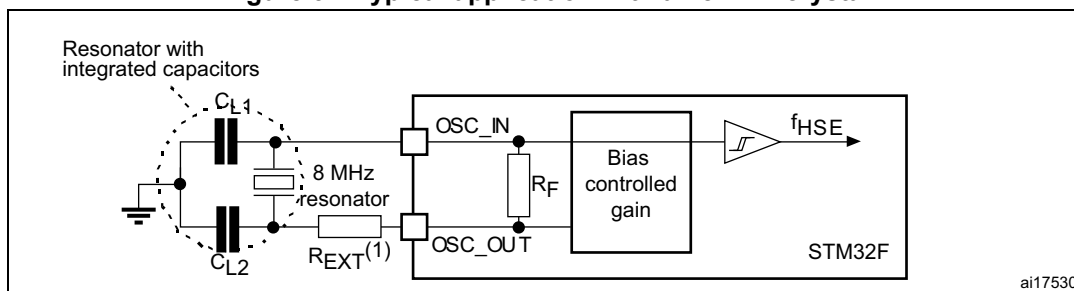 Resonator with
integrated capacitors
CL1
OSC_IN
fHSE
8 MHz
resonator
RF
Bias
controlled
gain
REXT(1)
OSC_OUT
STM32F
CL2
ai17530